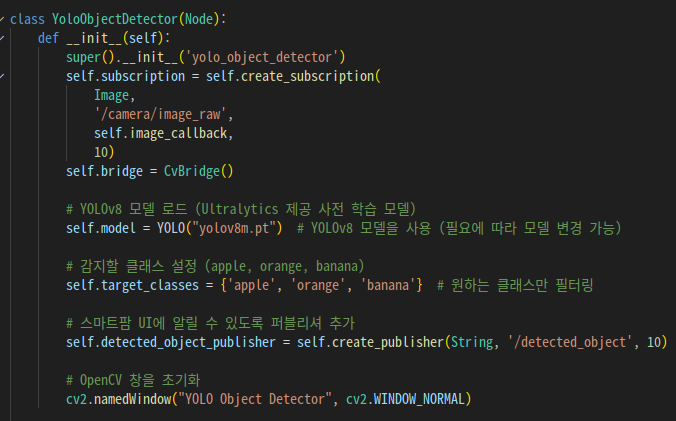 class YoloObjectDetector(Node):
    def __init__(self):
        super().__init__('yolo_object_detector')
        self.subscription = self.create_subscription(
            Image,
            '/camera/image_raw',
            self.image_callback,
            10)
        self.bridge = CvBridge()

        # YOLOv8 모델 로드 (Ultralytics 제공 사전 학습 모델)
        self.model = YOLO("yolov8m.pt")  # YOLOv8 모델을 사용 (필요에 따라 모델 변경 가능)

        # 감지할 클래스 설정 (apple, orange, banana)
        self.target_classes = {'apple', 'orange', 'banana'}  # 원하는 클래스만 필터링

        # 스마트팜 UI에 알릴 수 있도록 퍼블리셔 추가
        self.detected_object_publisher = self.create_publisher(String, '/detected_object', 10)

        # OpenCV 창을 초기화
        cv2.namedWindow("YOLO Object Detector", cv2.WINDOW_NORMAL)